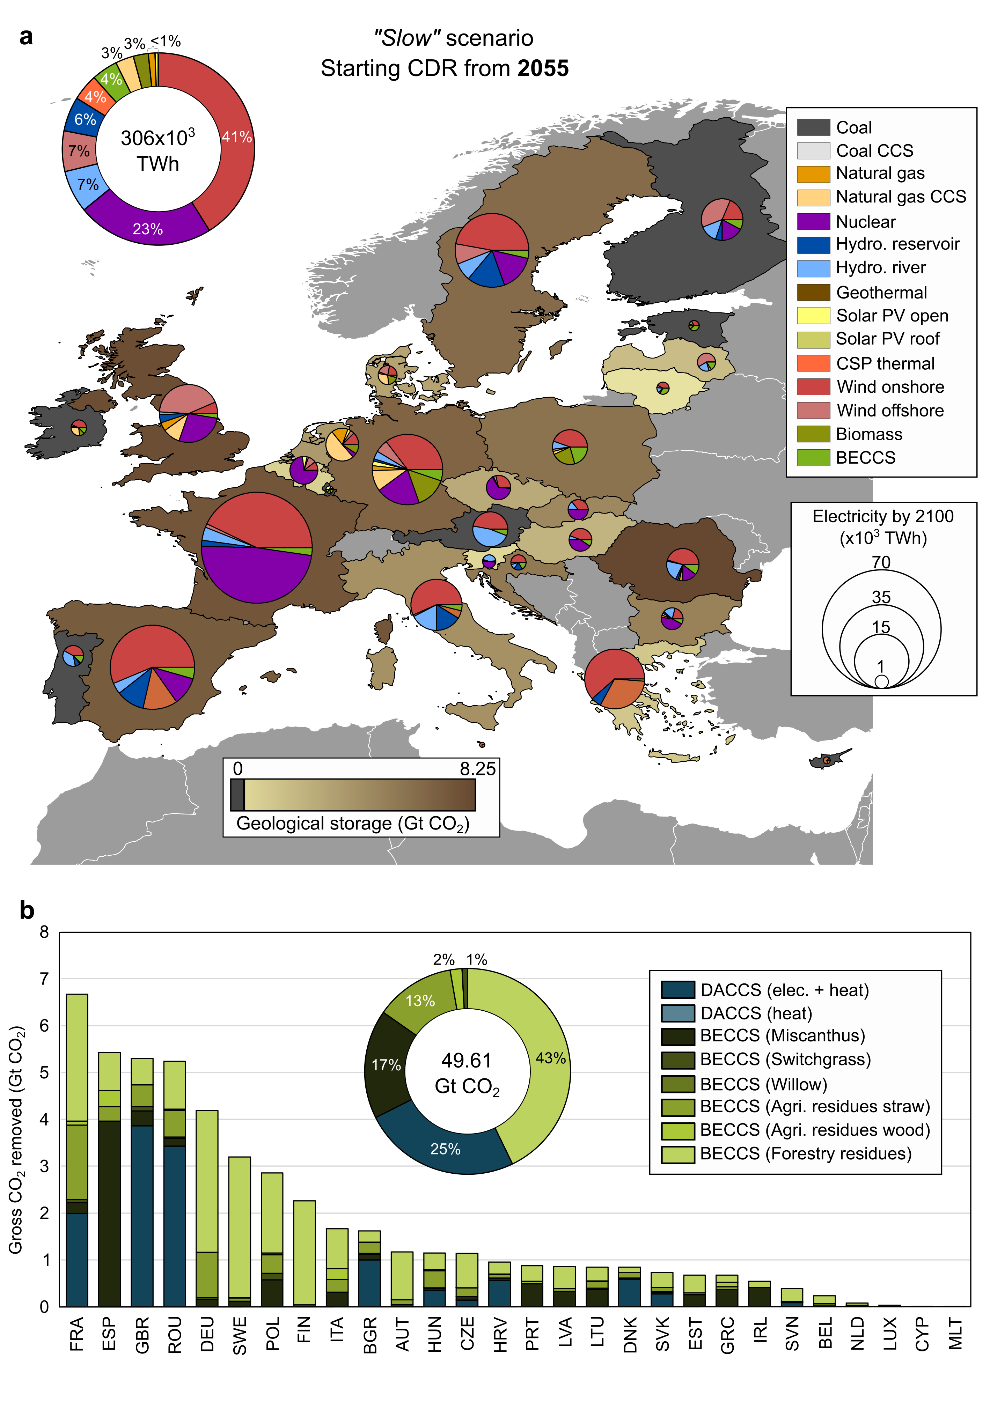 a
"Slow" scenario
Starting CDR from 2055
3%
3%
<1%
4%
4%
6%
7%
7%
23%
41%
306x10³
TWh
Coal
Coal CCS
Natural gas
Natural gas CCS
Nuclear
Hydro. reservoir
Hydro. river
Geothermal
Solar PV open
Solar PV roof
CSP thermal
Wind onshore
Wind offshore
Biomass
BECCS
Electricity by 2100
(x10³ TWh)
70
35
15
1
0
8.25
Geological storage (Gt CO₂)
b
Gross CO₂ removed (Gt CO₂)
8
7
6
5
4
3
2
1
0
2%
1%
13%
17%
43%
25%
49.61
Gt CO₂
DACCS (elec. + heat)
DACCS (heat)
BECCS (Miscanthus)
BECCS (Switchgrass)
BECCS (Willow)
BECCS (Agri. residues straw)
BECCS (Agri. residues wood)
BECCS (Forestry residues)
FRA
ESP
GBR
ROU
DEU
SWE
POL
FIN
ITA
BGR
AUT
HUN
CZE
HRV
PRT
LVA
LTU
DNK
SVK
EST
GRC
IRL
SVN
BEL
NLD
LUX
CYP
MLT